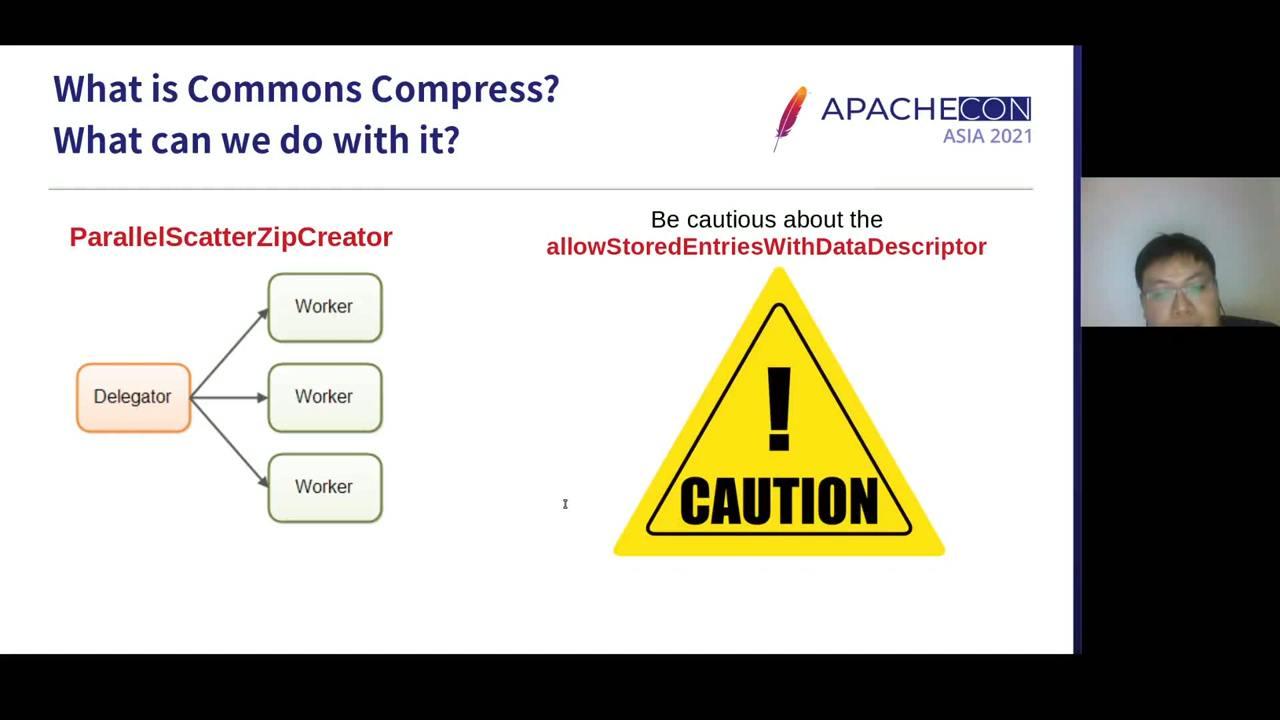 What is Commons Compress?
What can we do with it?
APACHECON
ASIA 2021
ParallelScatterZipCreator
Delegator
Worker
Worker
Worker
Be cautious about the
allowStoredEntriesWithDataDescriptor
!
CAUTION